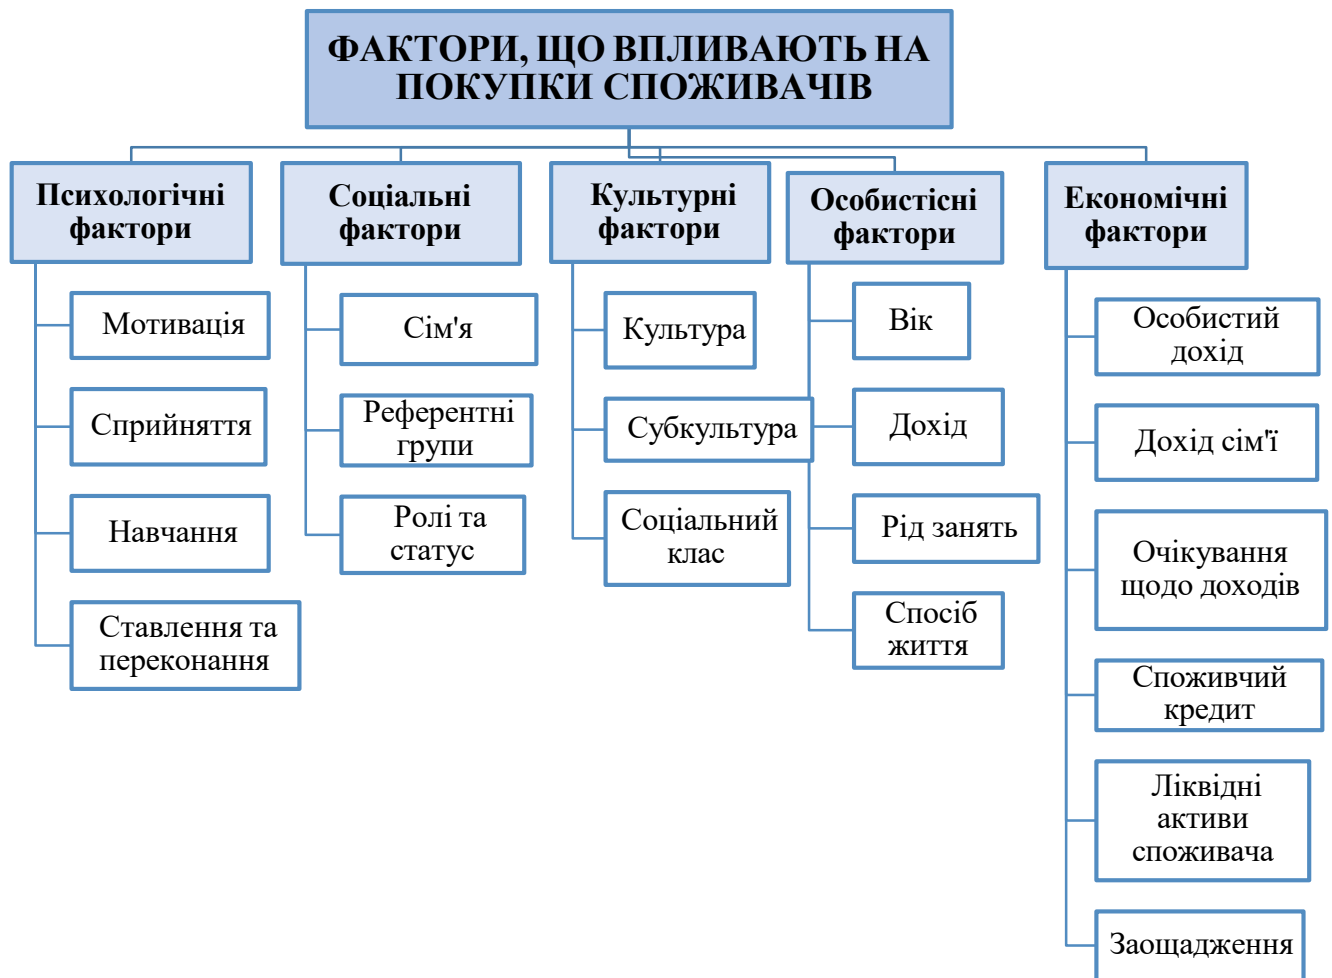 ФАКТОРИ, ЩО ВПЛИВАЮТЬ НА
ПОКУПКИ СПОЖИВАЧІВ
Психологічні
фактори
Мотивація
Сприйняття
Навчання
Ставлення та
переконання
Соціальні
фактори
Сім'я
Референтні
групи
Ролі та
статус
Культурні
фактори
Культура
Субкультура
Соціальний
клас
Особистісні
фактори
Вік
Дохід
Рід занять
Спосіб
життя
Економічні
фактори
Особистий
дохід
Дохід сім'ї
Очікування
щодо доходів
Споживчий
кредит
Ліквідні
активи
споживача
Заощадження